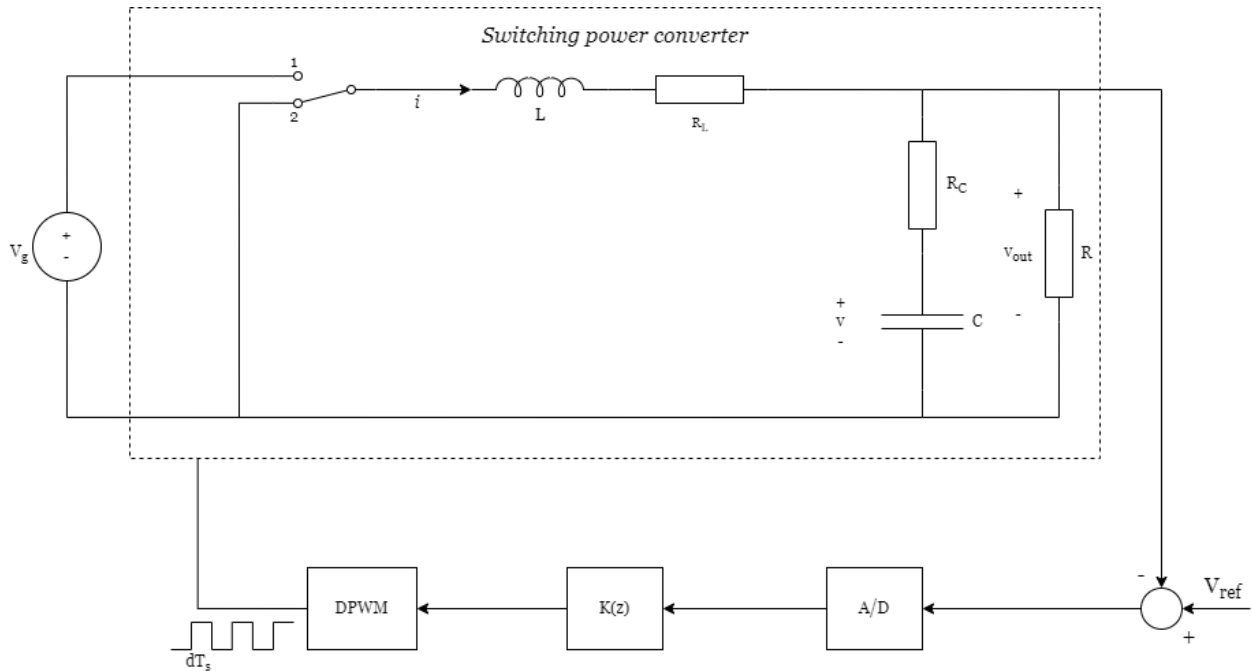 Switching power converter
1
2
i
L
R_L
V_g
+
-
R_C
+
V
-
C
+
V_out
-
R
-
V_ref
+
DPWM
K(z)
A/D
dT_s